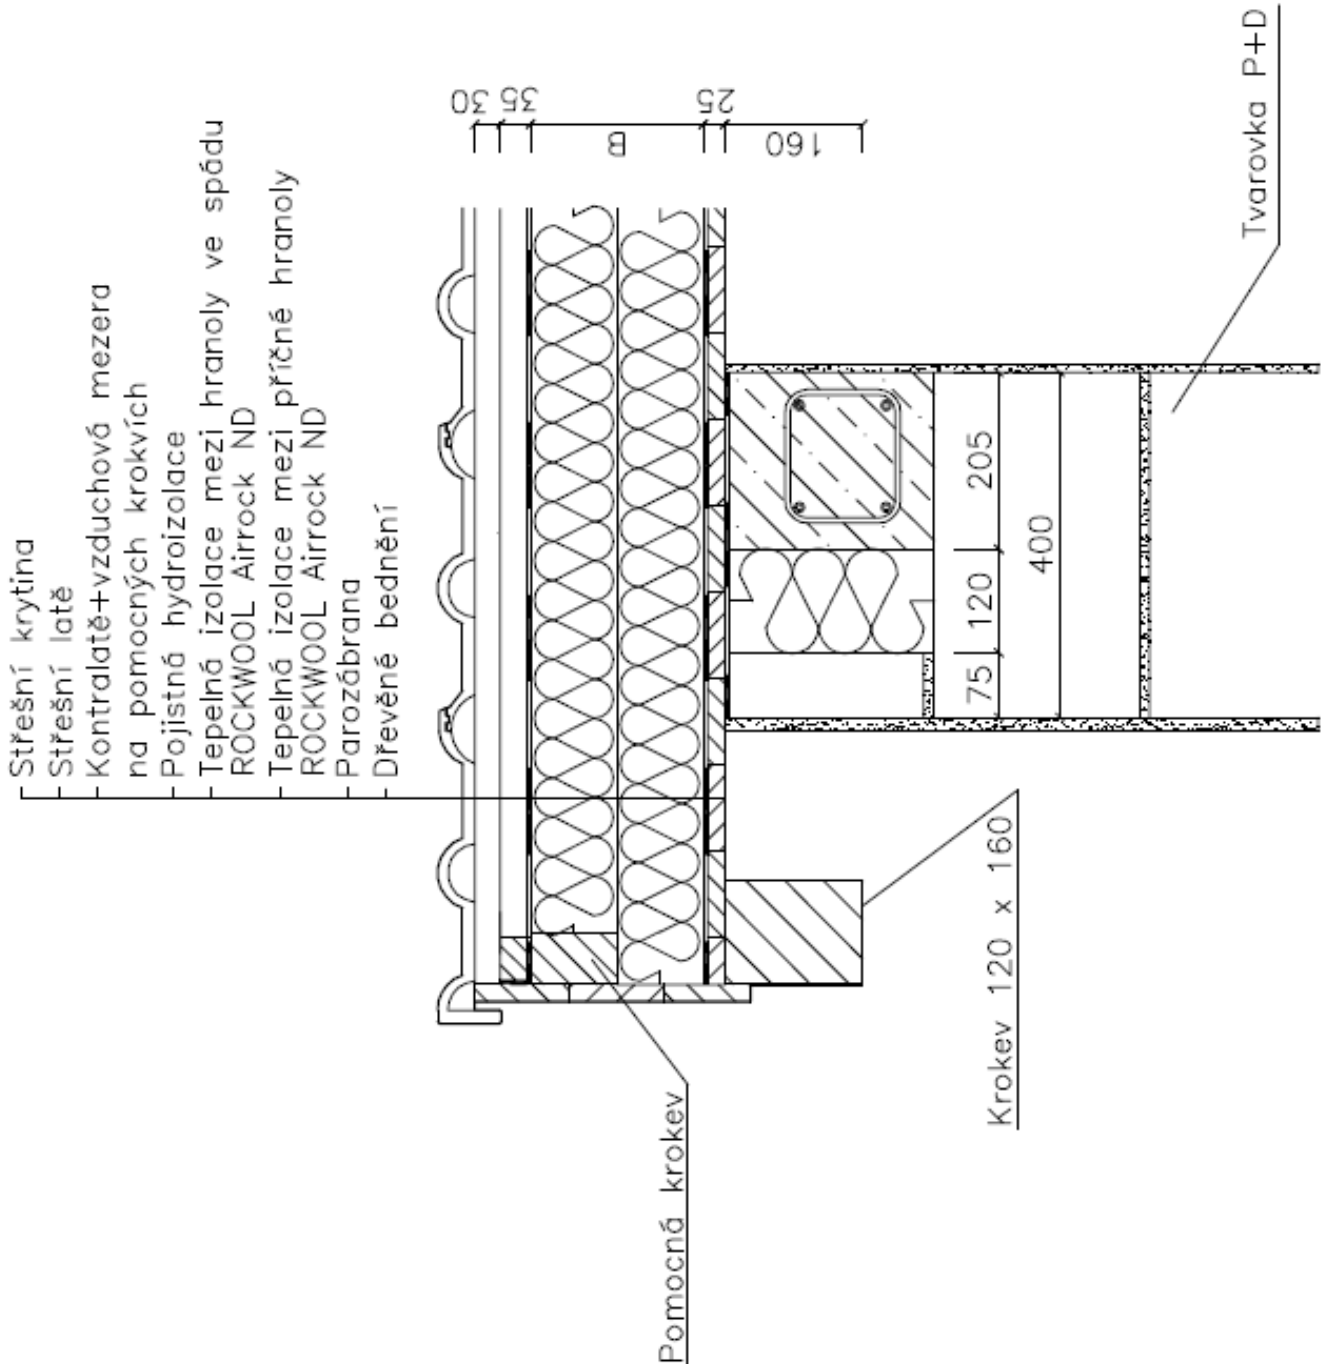 Střešní krytina
Střešní latě
Kontralatě+vzduchová mezera
na pomocných krokvích
Pojistná hydroizolace
Tepelná izolace mezi hranoly ve spádu
ROCKWOOL Airrock ND
Tepelná izolace mezi příčné hranoly
ROCKWOOL Airrock ND
Parozábrana
Dřevěné bednění
30
35
B
25
160
75
120
205
400
Tvarovka P+D
Krokev 120 x 160
Pomocná krokev